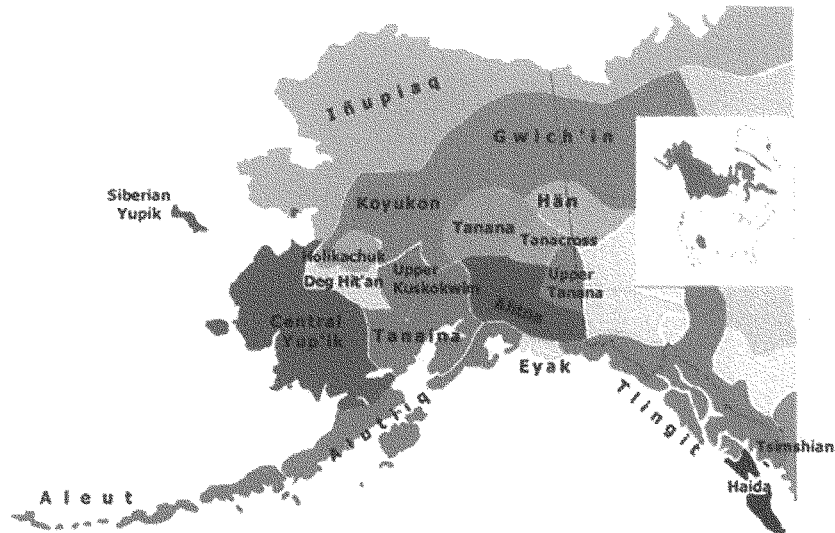 Iñupiaq
Gwich'in
Siberian
Yupik
Koyukon
Hän
Tanana
Tanacross
Holikachuk
Deg Hit'an
Upper
Kuskokwim
Upper
Tanana
Ahtna
Central
Yup'ik
Tanaina
Eyak
Alutiiq
Tlingit
Tsimshian
Haida
Aleut